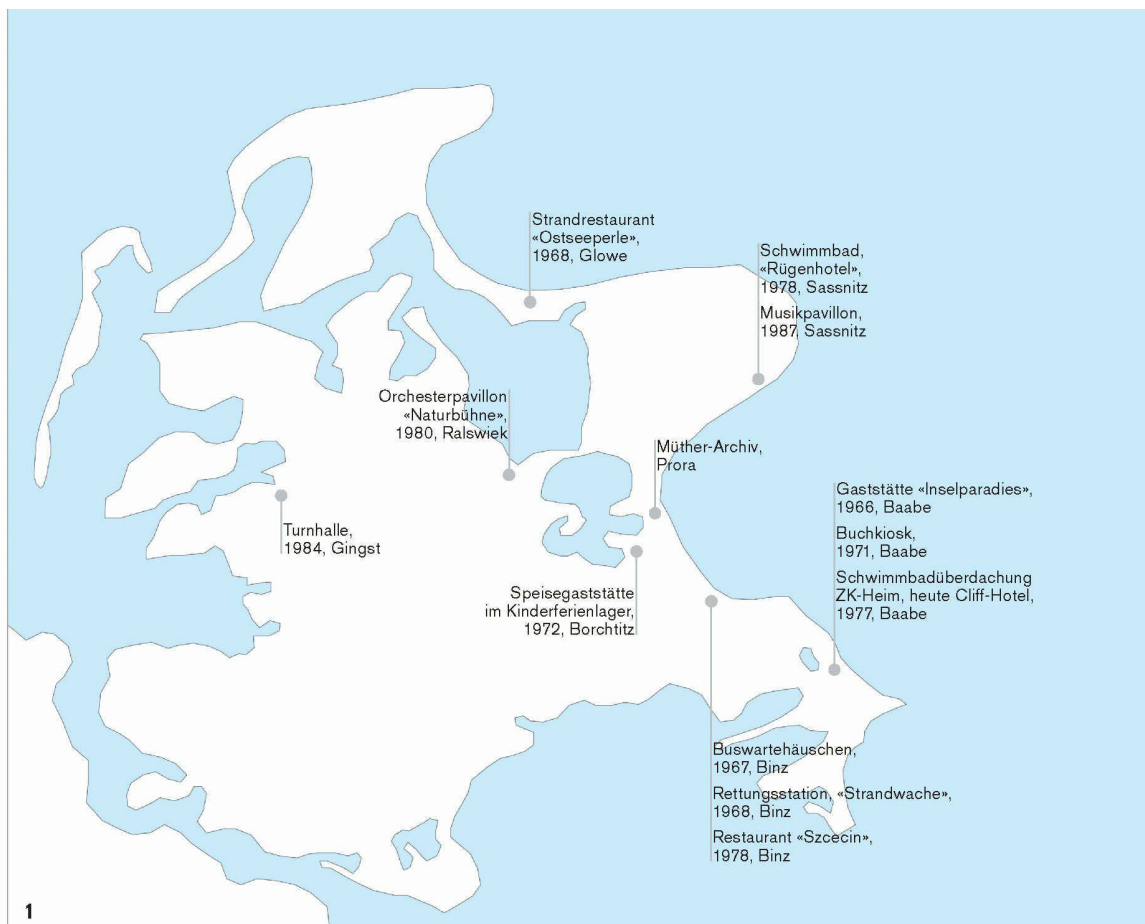 Strandrestaurant
«Ostseeperle»,
1968, Glowe
Schwimmbad,
«Rügenhotel»,
1978, Sassnitz
Musikpavillon,
1987, Sassnitz
Orchesterpavillon
«Naturbühne»,
1980, Ralswiek
Müther-Archiv,
Prora
Gaststätte «Inselparadies»,
1966, Baabe
Buchkiosk,
1971, Baabe
Schwimmbadüberdachung
ZK-Heim, heute Cliff-Hotel,
1977, Baabe
Turnhalle,
1984, Gingst
Speisegaststätte
im Kinderferienlager,
1972, Borchtitz
Buswartehäuschen,
1967, Binz
Rettungsstation, «Strandwache»,
1968, Binz
Restaurant «Szcecin»,
1978, Binz
1